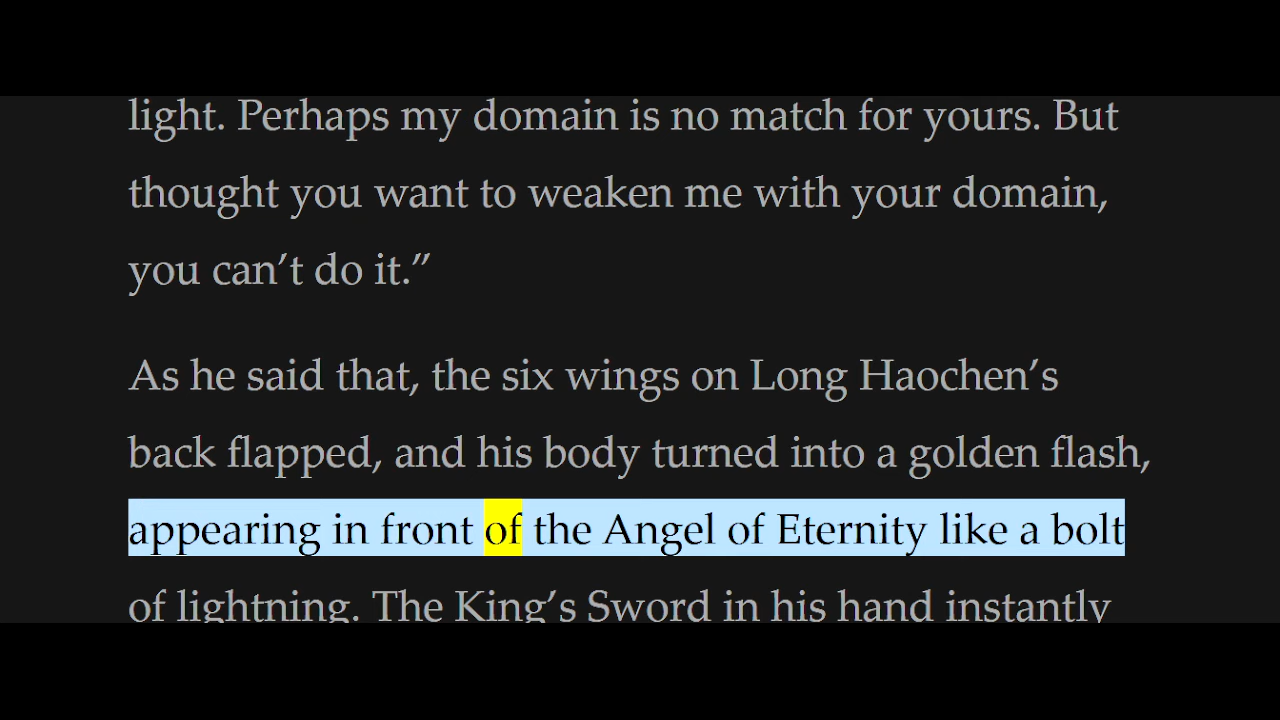 light. Perhaps my domain is no match for yours. But
thought you want to weaken me with your domain,
you can’t do it.”
As he said that, the six wings on Long Haochen’s
back flapped, and his body turned into a golden flash,
appearing in front of the Angel of Eternity like a bolt
of lightning. The King’s Sword in his hand instantly